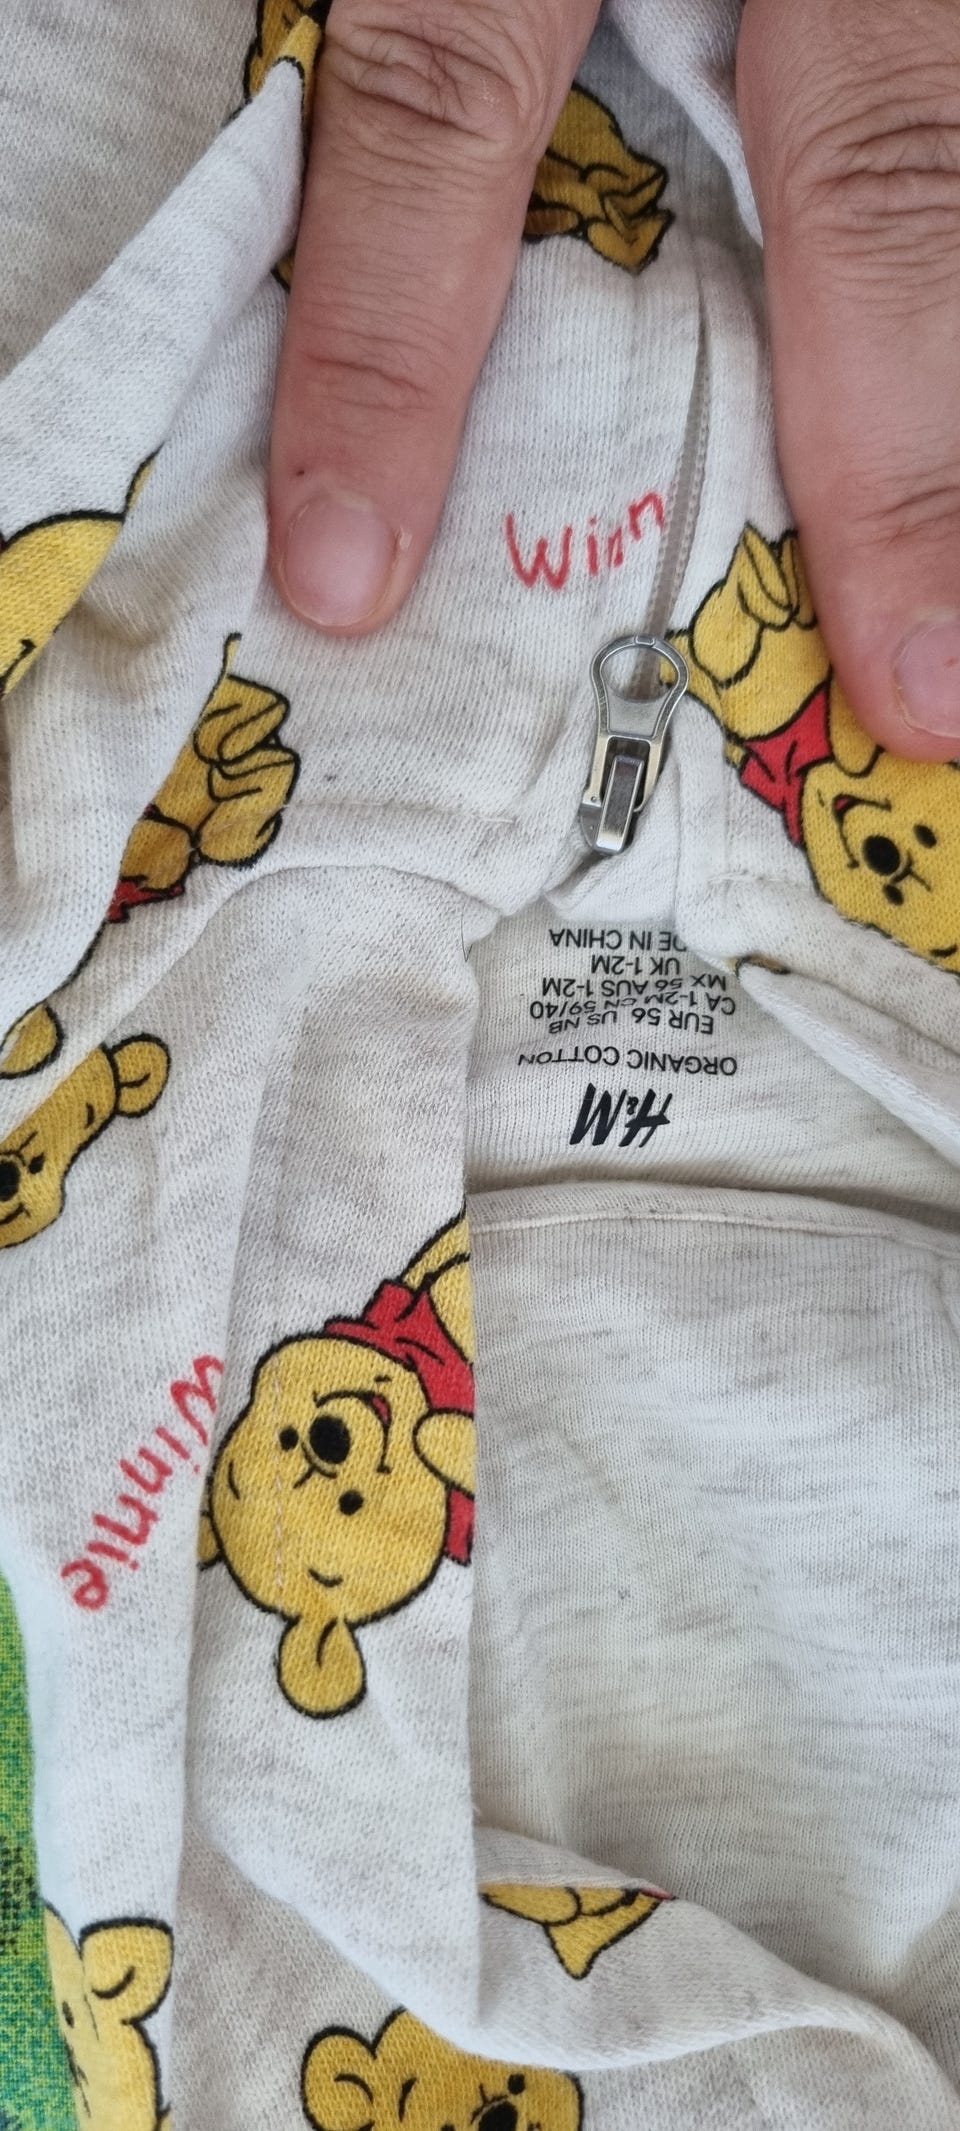 Winn
H&M
ORGANIC COTTON
EUR 56 US NB
CA 1-2M CN 59/40
MX 56 AUS 1-2M
UK 1-2M
DE IN CHINA
Winnie